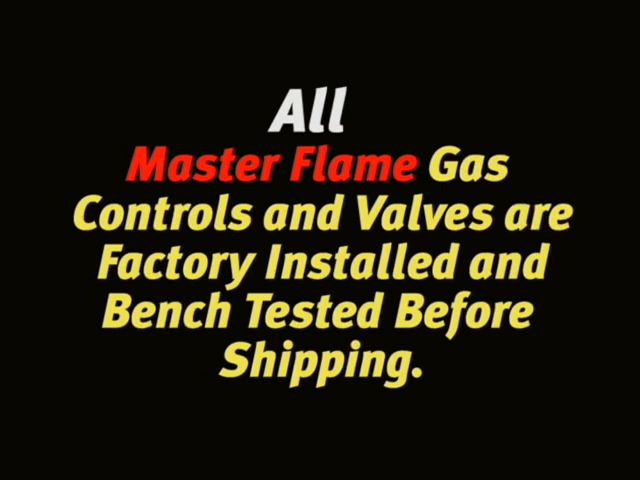 All
Master Flame Gas
Controls and Valves are
Factory Installed and
Bench Tested Before
Shipping.